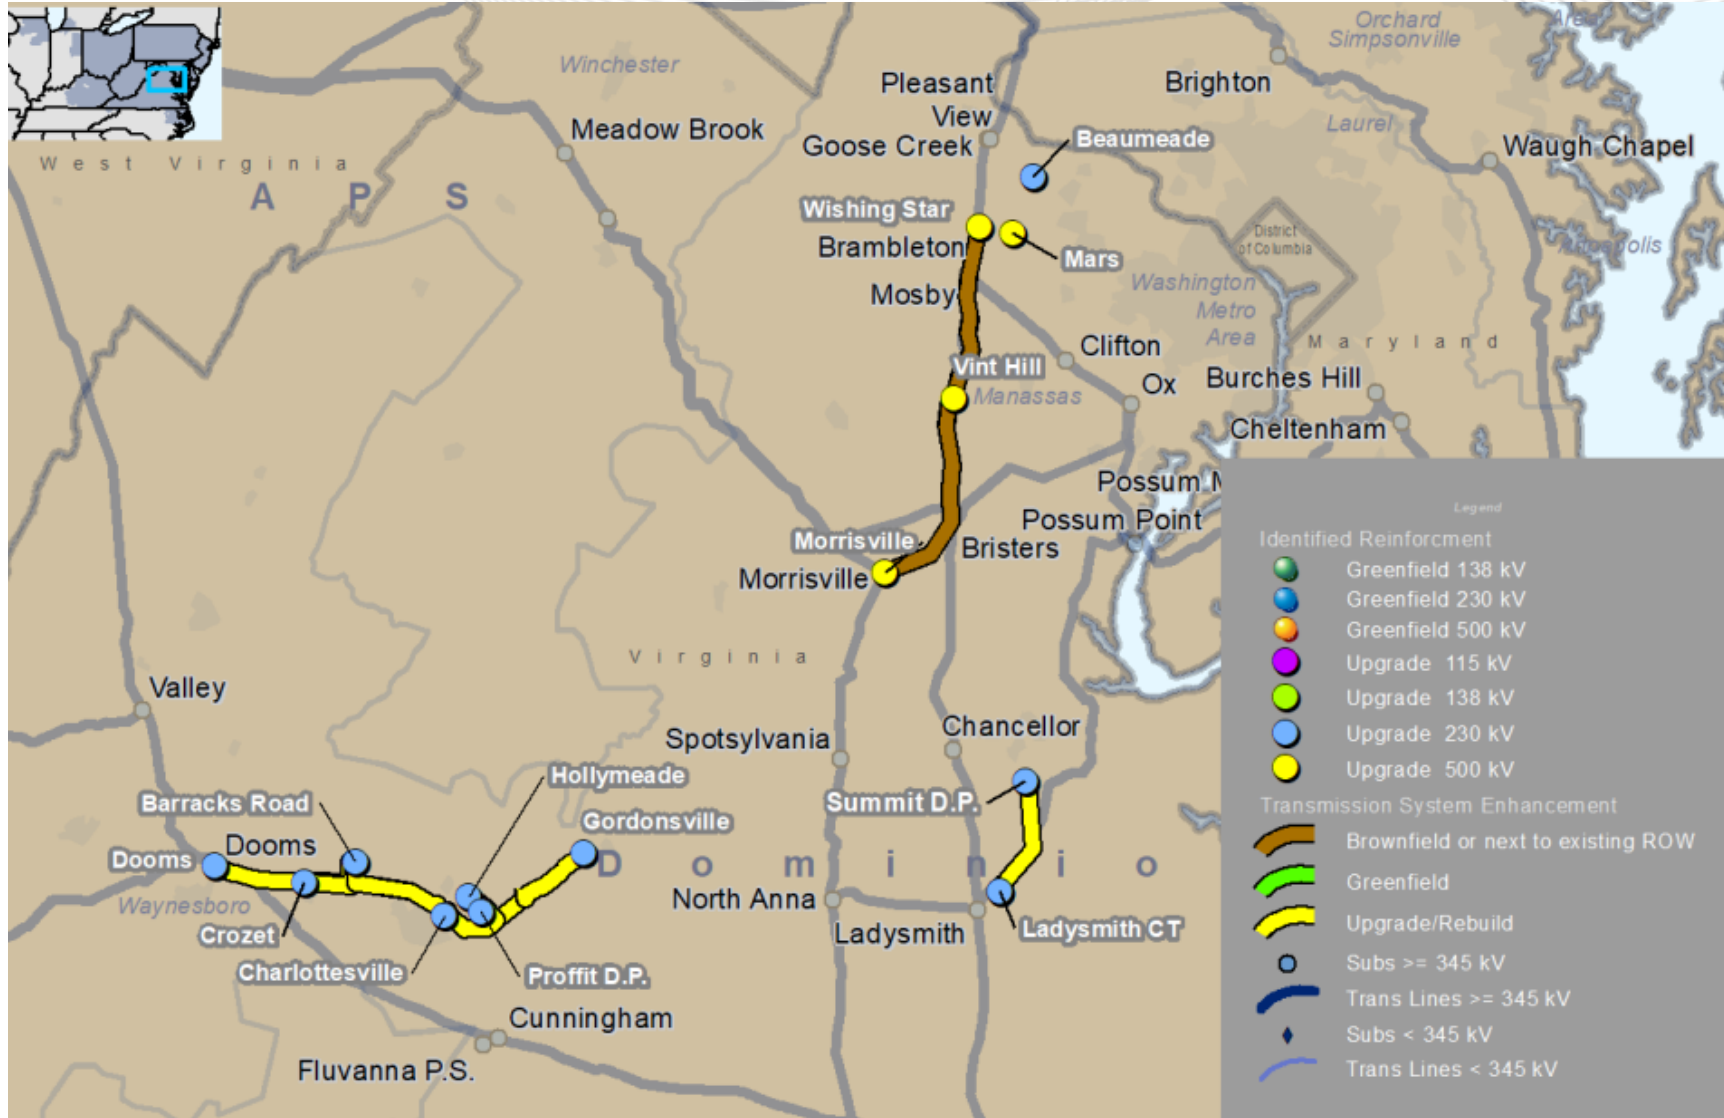 Winchester
Orchard
Simpsonville
Area
Pleasant
View
Brighton
Meadow Brook
Goose Creek
Beaumeade
Laurel
Waugh Chapel
West Virginia
A P S
Wishing Star
Brambleton
Mars
District
of Columbia
Annapolis
Mosby
Washington
Metro
Area
Maryland
Clifton
Vint Hill
Manassas
Ox
Burches Hill
Cheltenham
Possum
Possum Point
Morrisville
Bristers
Morrisville
Virginia
Valley
Spotsylvania
Chancellor
Hollymeade
Barracks Road
Gordonsville
Summit D.P.
Dooms
Dooms
D o m i n i o
Waynesboro
Crozet
North Anna
Ladysmith
Ladysmith CT
Charlottesville
Proffit D.P.
Cunningham
Fluvanna P.S.
Legend
Identified Reinforcment
Greenfield 138 kV
Greenfield 230 kV
Greenfield 500 kV
Upgrade 115 kV
Upgrade 138 kV
Upgrade 230 kV
Upgrade 500 kV
Transmission System Enhancement
Brownfield or next to existing ROW
Greenfield
Upgrade/Rebuild
Subs >= 345 kV
Trans Lines >= 345 kV
Subs < 345 kV
Trans Lines < 345 kV